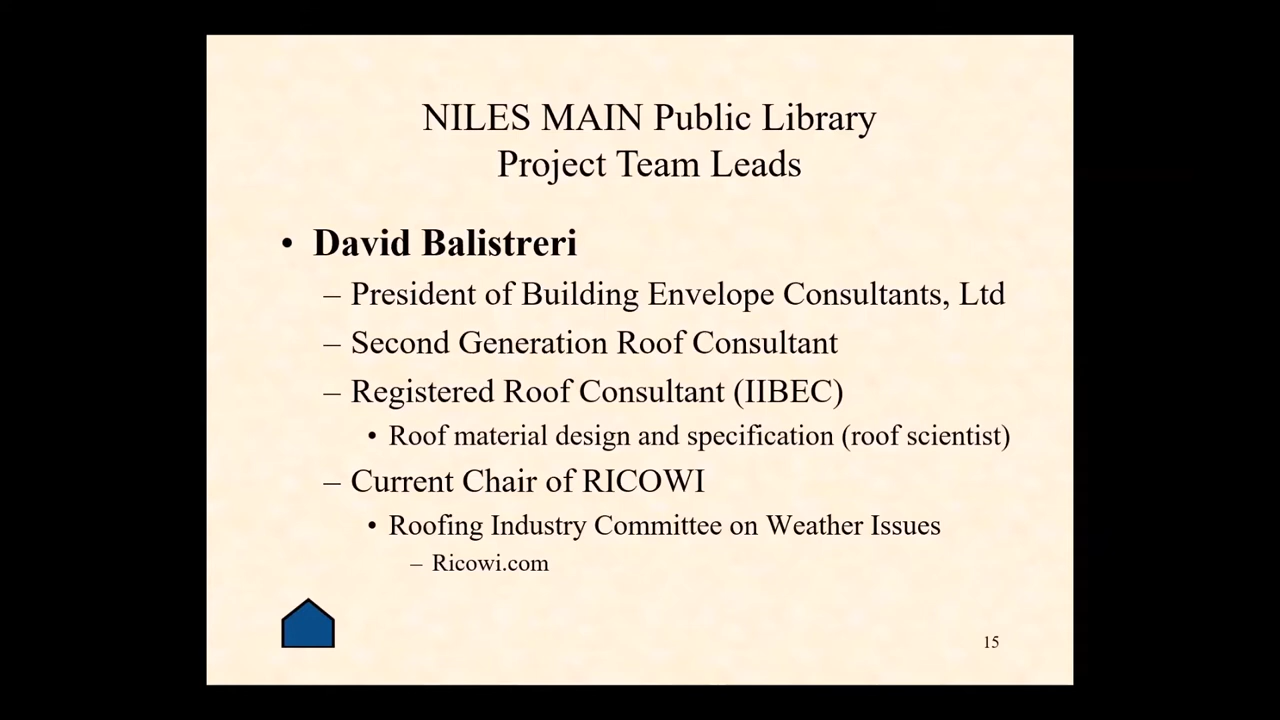 NILES MAIN Public Library
Project Team Leads
• David Balistreri
– President of Building Envelope Consultants, Ltd
– Second Generation Roof Consultant
– Registered Roof Consultant (IIBEC)
• Roof material design and specification (roof scientist)
– Current Chair of RICOWI
• Roofing Industry Committee on Weather Issues
– Ricowi.com
15